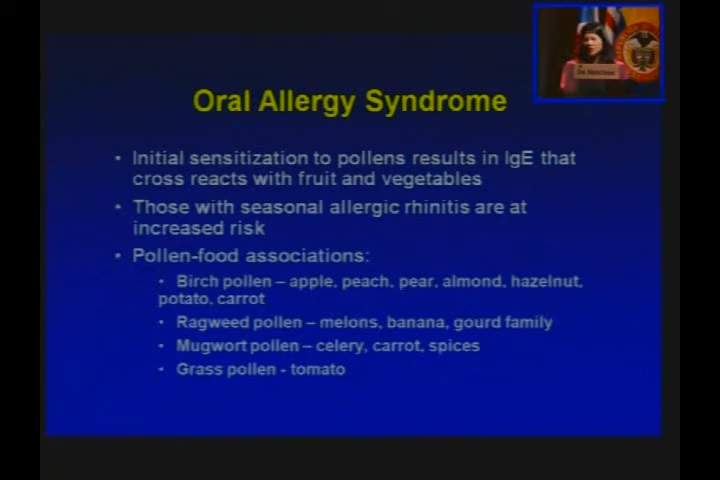 Oral Allergy Syndrome
• Initial sensitization to pollens results in IgE that
cross reacts with fruit and vegetables
• Those with seasonal allergic rhinitis are at
increased risk
• Pollen-food associations:
• Birch pollen – apple, peach, pear, almond, hazelnut,
potato, carrot
• Ragweed pollen – melons, banana, gourd family
• Mugwort pollen – celery, carrot, spices
• Grass pollen - tomato